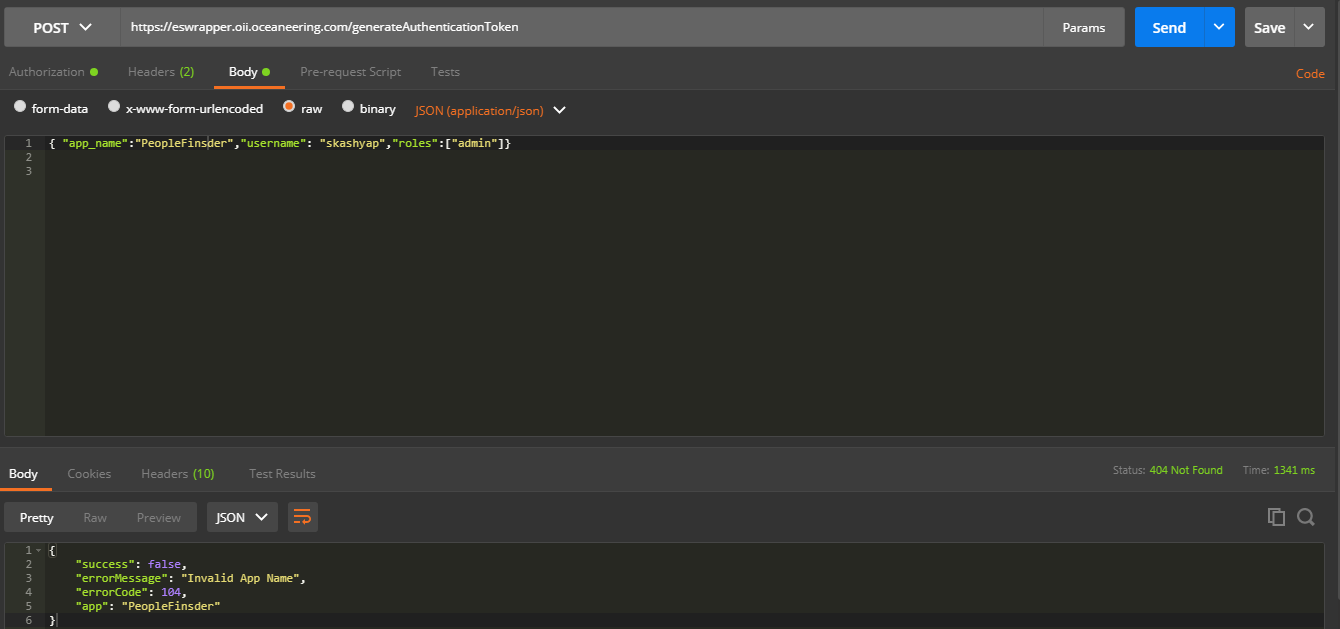 POST https://eswrapper.oii.oceaneering.com/generateAuthenticationToken Params Send Save
Authorization Headers (2) Body Pre-request Script Tests Code
form-data x-www-form-urlencoded raw binary JSON (application/json)
1 { "app_name":"PeopleFinsder","username": "skashyap","roles":["admin"]}
2
3
Body Cookies Headers (10) Test Results Status: 404 Not Found Time: 1341 ms
Pretty Raw Preview JSON
1 {
2 "success": false,
3 "errorMessage": "Invalid App Name",
4 "errorCode": 104,
5 "app": "PeopleFinsder"
6 }